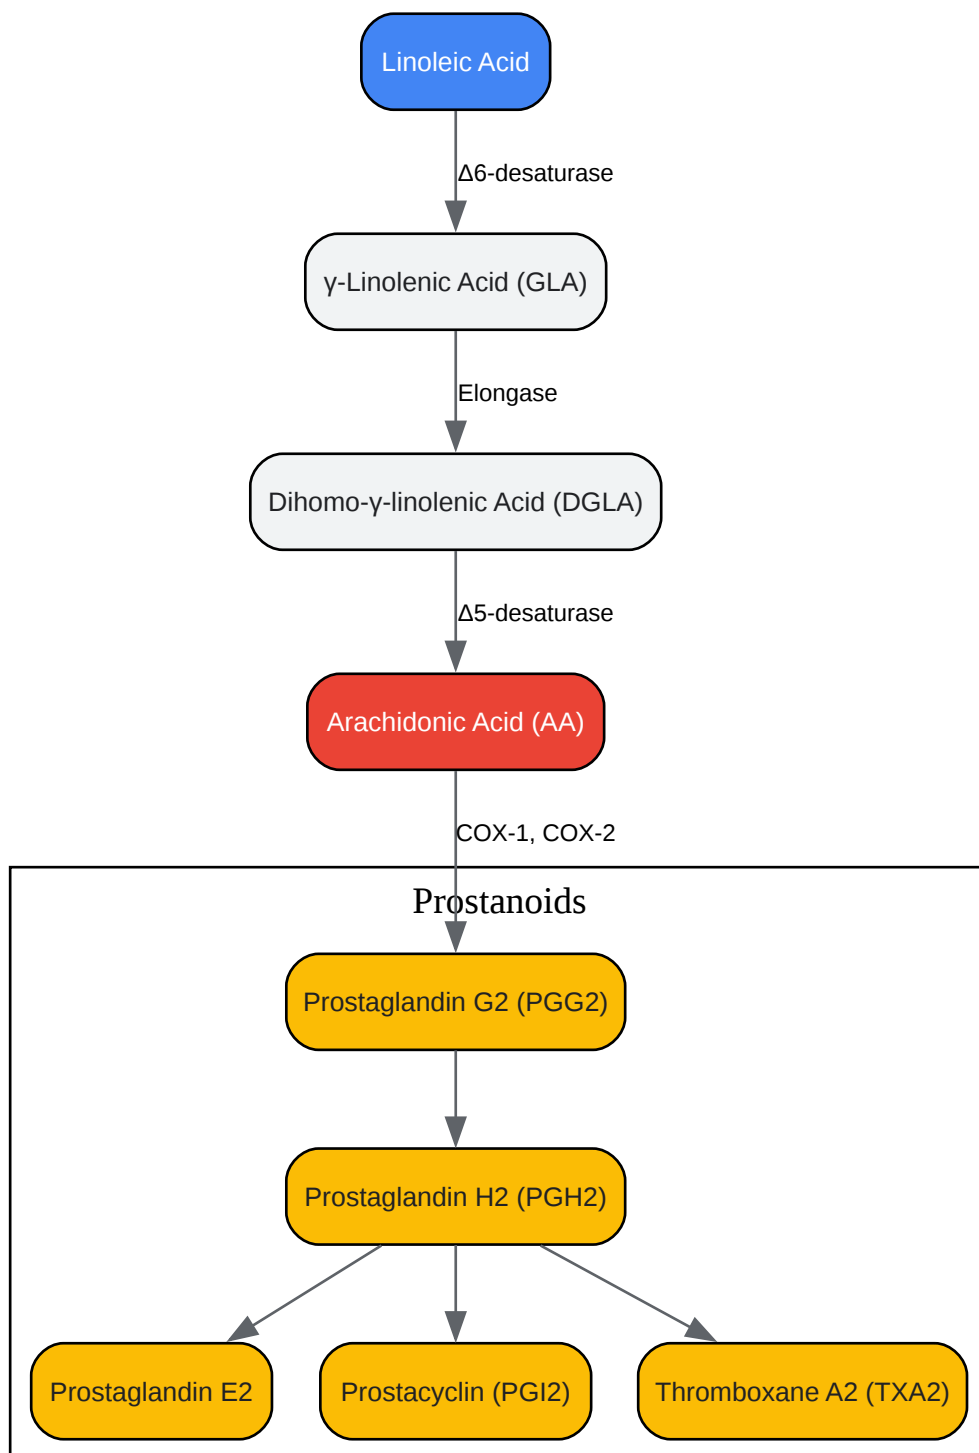 Linoleic Acid
Δ6-desaturase
γ-Linolenic Acid (GLA)
Elongase
Dihomo-γ-linolenic Acid (DGLA)
Δ5-desaturase
Arachidonic Acid (AA)
COX-1, COX-2
Prostanoids
Prostaglandin G2 (PGG2)
Prostaglandin H2 (PGH2)
Prostaglandin E2
Prostacyclin (PGI2)
Thromboxane A2 (TXA2)